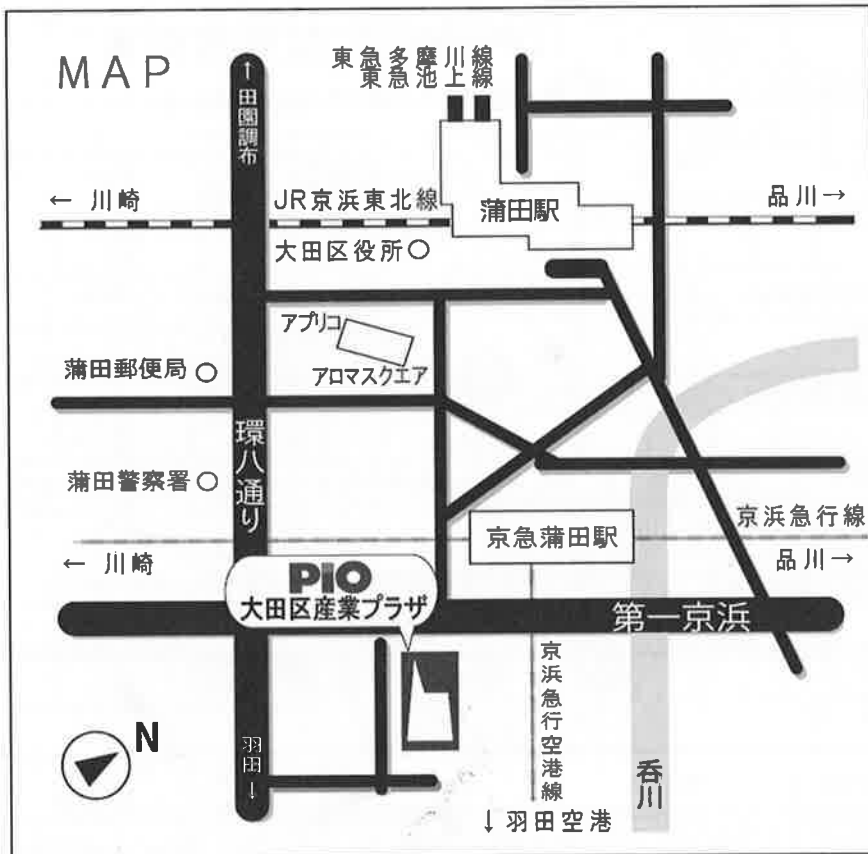 MAP
東急多摩川線
東急池上線
↑田園調布
← 川崎
JR京浜東北線
蒲田駅
品川→
大田区役所
アプリコ
アロマスクエア
蒲田郵便局
環八通り
蒲田警察署
京浜急行線
京急蒲田駅
← 川崎
品川→
PiO
大田区産業プラザ
第一京浜
京浜急行空港線
N
羽田↓
呑川
↓羽田空港